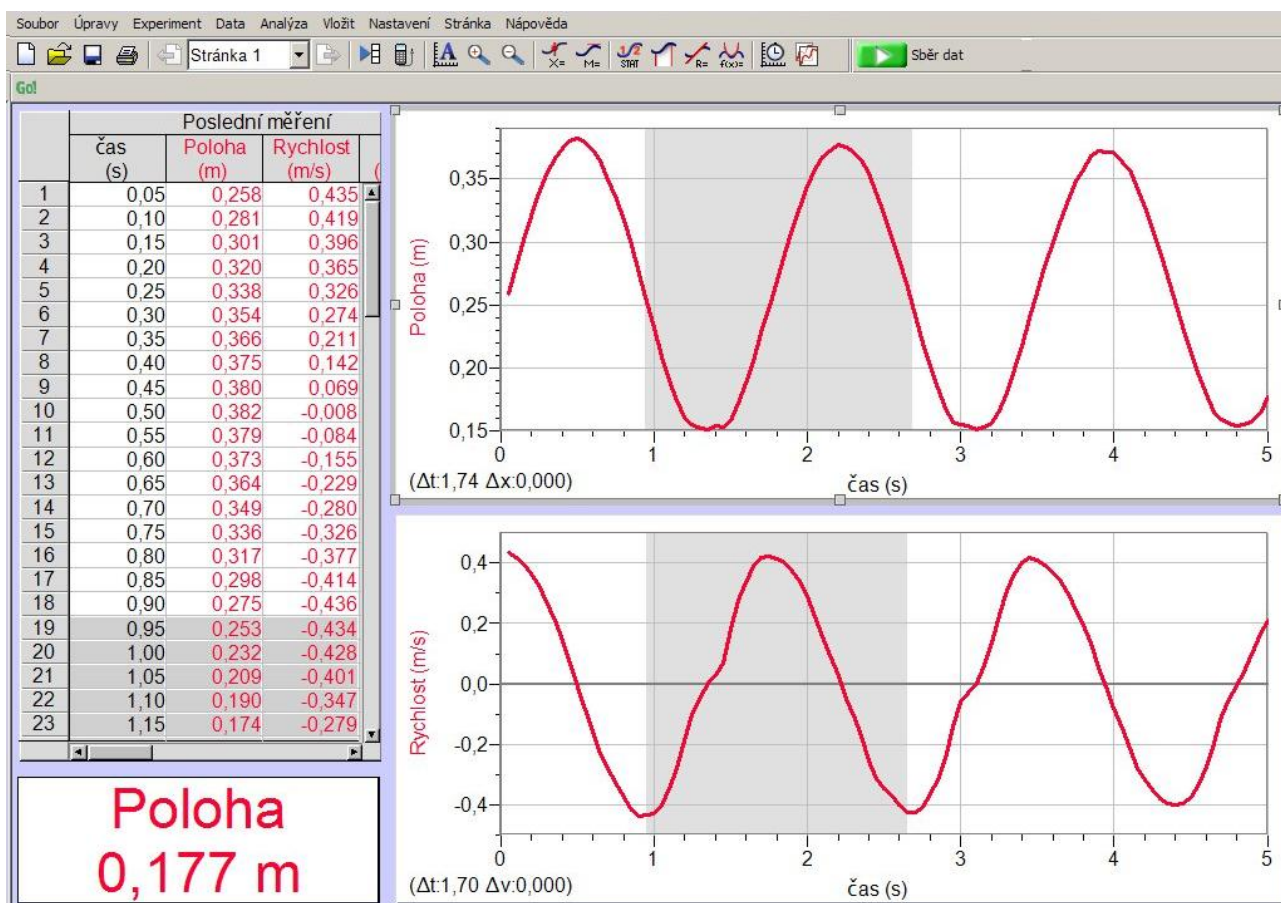 Soubor Úpravy Experiment Data Analýza Vložit Nastavení Stránka Nápověda
Stránka 1 X= M= 1/2 STAT R= f(x)= Sběr dat
Go!
Poslední měření
čas Poloha Rychlost
(s) (m) (m/s) (
1 0,05 0,258 0,435
2 0,10 0,281 0,419
3 0,15 0,301 0,396
4 0,20 0,320 0,365
5 0,25 0,338 0,326
6 0,30 0,354 0,274
7 0,35 0,366 0,211
8 0,40 0,375 0,142
9 0,45 0,380 0,069
10 0,50 0,382 -0,008
11 0,55 0,379 -0,084
12 0,60 0,373 -0,155
13 0,65 0,364 -0,229
14 0,70 0,349 -0,280
15 0,75 0,336 -0,326
16 0,80 0,317 -0,377
17 0,85 0,298 -0,414
18 0,90 0,275 -0,436
19 0,95 0,253 -0,434
20 1,00 0,232 -0,428
21 1,05 0,209 -0,401
22 1,10 0,190 -0,347
23 1,15 0,174 -0,279
Poloha
0,177 m
Poloha (m)
0,35
0,30
0,25
0,20
0,15
0 1 2 3 4 5
(Δt:1,74 Δx:0,000) čas (s)
Rychlost (m/s)
0,4
0,2
0,0
-0,2
-0,4
0 1 2 3 4 5
(Δt:1,70 Δv:0,000) čas (s)